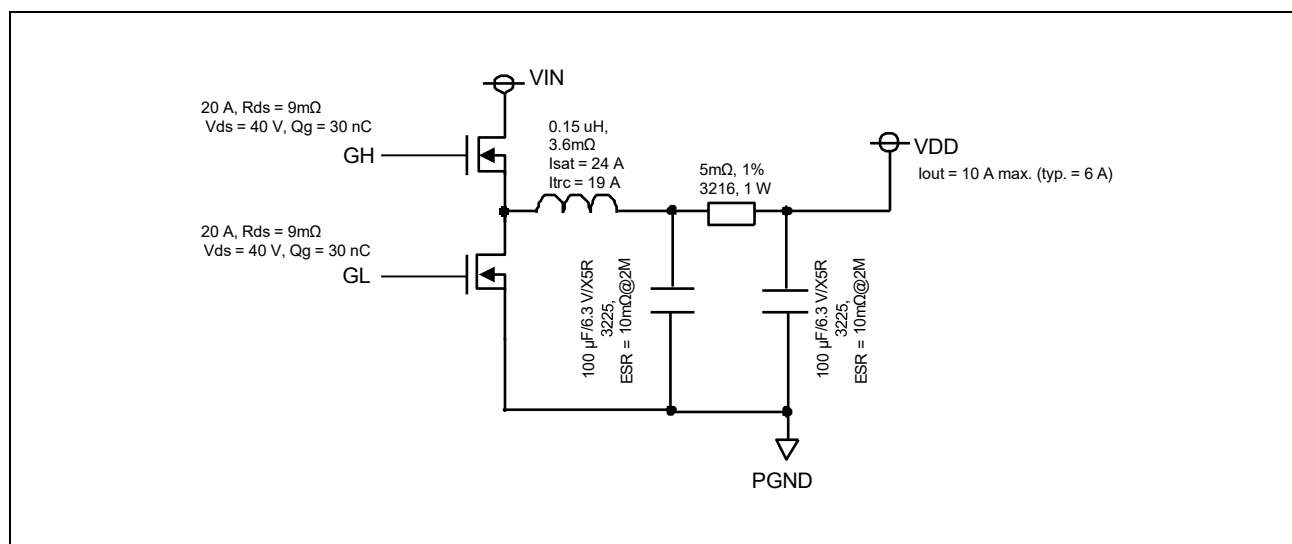 VIN
20 A, Rds = 9mΩ
Vds = 40 V, Qg = 30 nC
GH
0.15 uH,
3.6mΩ
Isat = 24 A
Itrc = 19 A
5mΩ, 1%
3216, 1 W
VDD
Iout = 10 A max. (typ. = 6 A)
20 A, Rds = 9mΩ
Vds = 40 V, Qg = 30 nC
GL
100 µF/6.3 V/X5R
3225,
ESR = 10mΩ@2M
100 µF/6.3 V/X5R
3225,
ESR = 10mΩ@2M
PGND